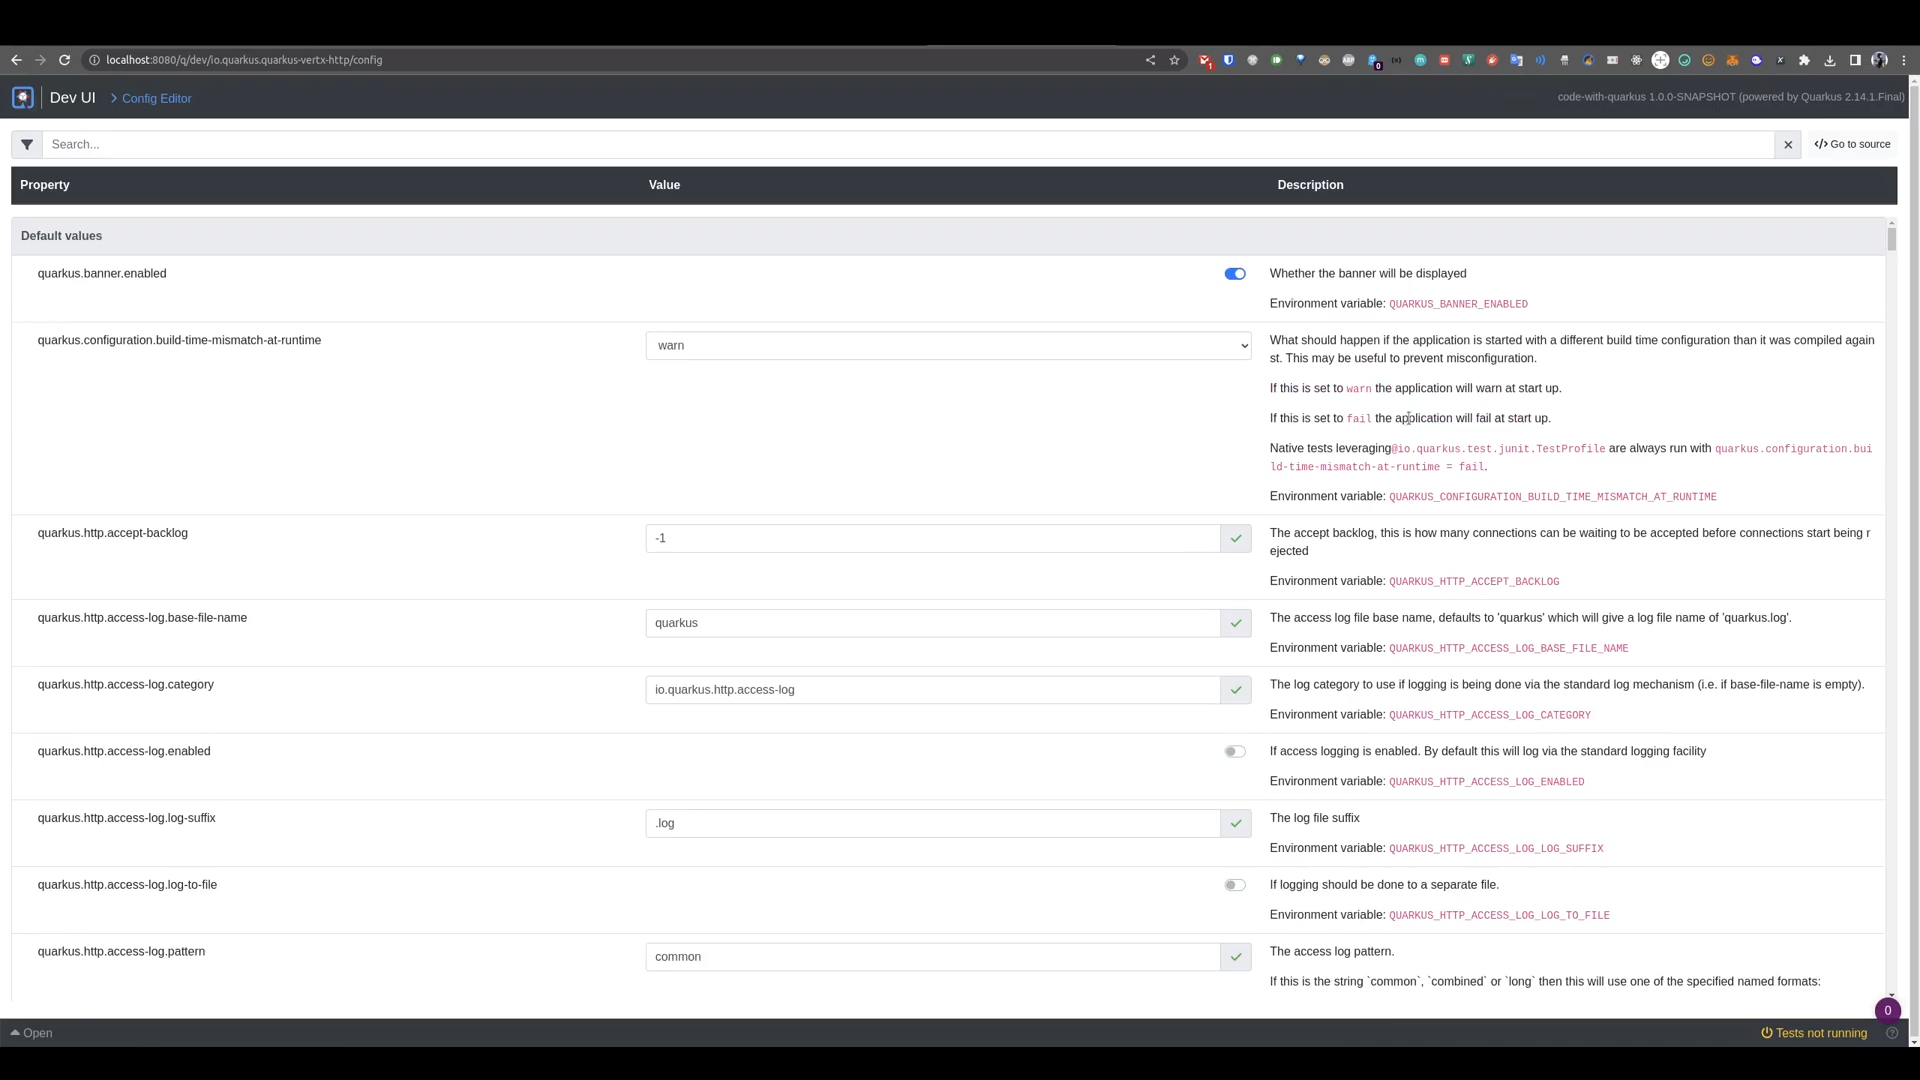 localhost:8080/q/dev/io.quarkus.quarkus-vertx-http/config
Dev UI > Config Editor
code-with-quarkus 1.0.0-SNAPSHOT (powered by Quarkus 2.14.1.Final)
Search...
</> Go to source
Property Value Description
Default values
quarkus.banner.enabled
Whether the banner will be displayed
Environment variable: QUARKUS_BANNER_ENABLED
quarkus.configuration.build-time-mismatch-at-runtime
warn
What should happen if the application is started with a different build time configuration than it was compiled again
st. This may be useful to prevent misconfiguration.
If this is set to warn the application will warn at start up.
If this is set to fail the application will fail at start up.
Native tests leveraging@io.quarkus.test.junit.TestProfile are always run with quarkus.configuration.bui
ld-time-mismatch-at-runtime = fail.
Environment variable: QUARKUS_CONFIGURATION_BUILD_TIME_MISMATCH_AT_RUNTIME
quarkus.http.accept-backlog
-1
The accept backlog, this is how many connections can be waiting to be accepted before connections start being r
ejected
Environment variable: QUARKUS_HTTP_ACCEPT_BACKLOG
quarkus.http.access-log.base-file-name
quarkus
The access log file base name, defaults to 'quarkus' which will give a log file name of 'quarkus.log'.
Environment variable: QUARKUS_HTTP_ACCESS_LOG_BASE_FILE_NAME
quarkus.http.access-log.category
io.quarkus.http.access-log
The log category to use if logging is being done via the standard log mechanism (i.e. if base-file-name is empty).
Environment variable: QUARKUS_HTTP_ACCESS_LOG_CATEGORY
quarkus.http.access-log.enabled
If access logging is enabled. By default this will log via the standard logging facility
Environment variable: QUARKUS_HTTP_ACCESS_LOG_ENABLED
quarkus.http.access-log.log-suffix
.log
The log file suffix
Environment variable: QUARKUS_HTTP_ACCESS_LOG_LOG_SUFFIX
quarkus.http.access-log.log-to-file
If logging should be done to a separate file.
Environment variable: QUARKUS_HTTP_ACCESS_LOG_LOG_TO_FILE
quarkus.http.access-log.pattern
common
The access log pattern.
If this is the string `common`, `combined` or `long` then this will use one of the specified named formats:
0
Open
Tests not running